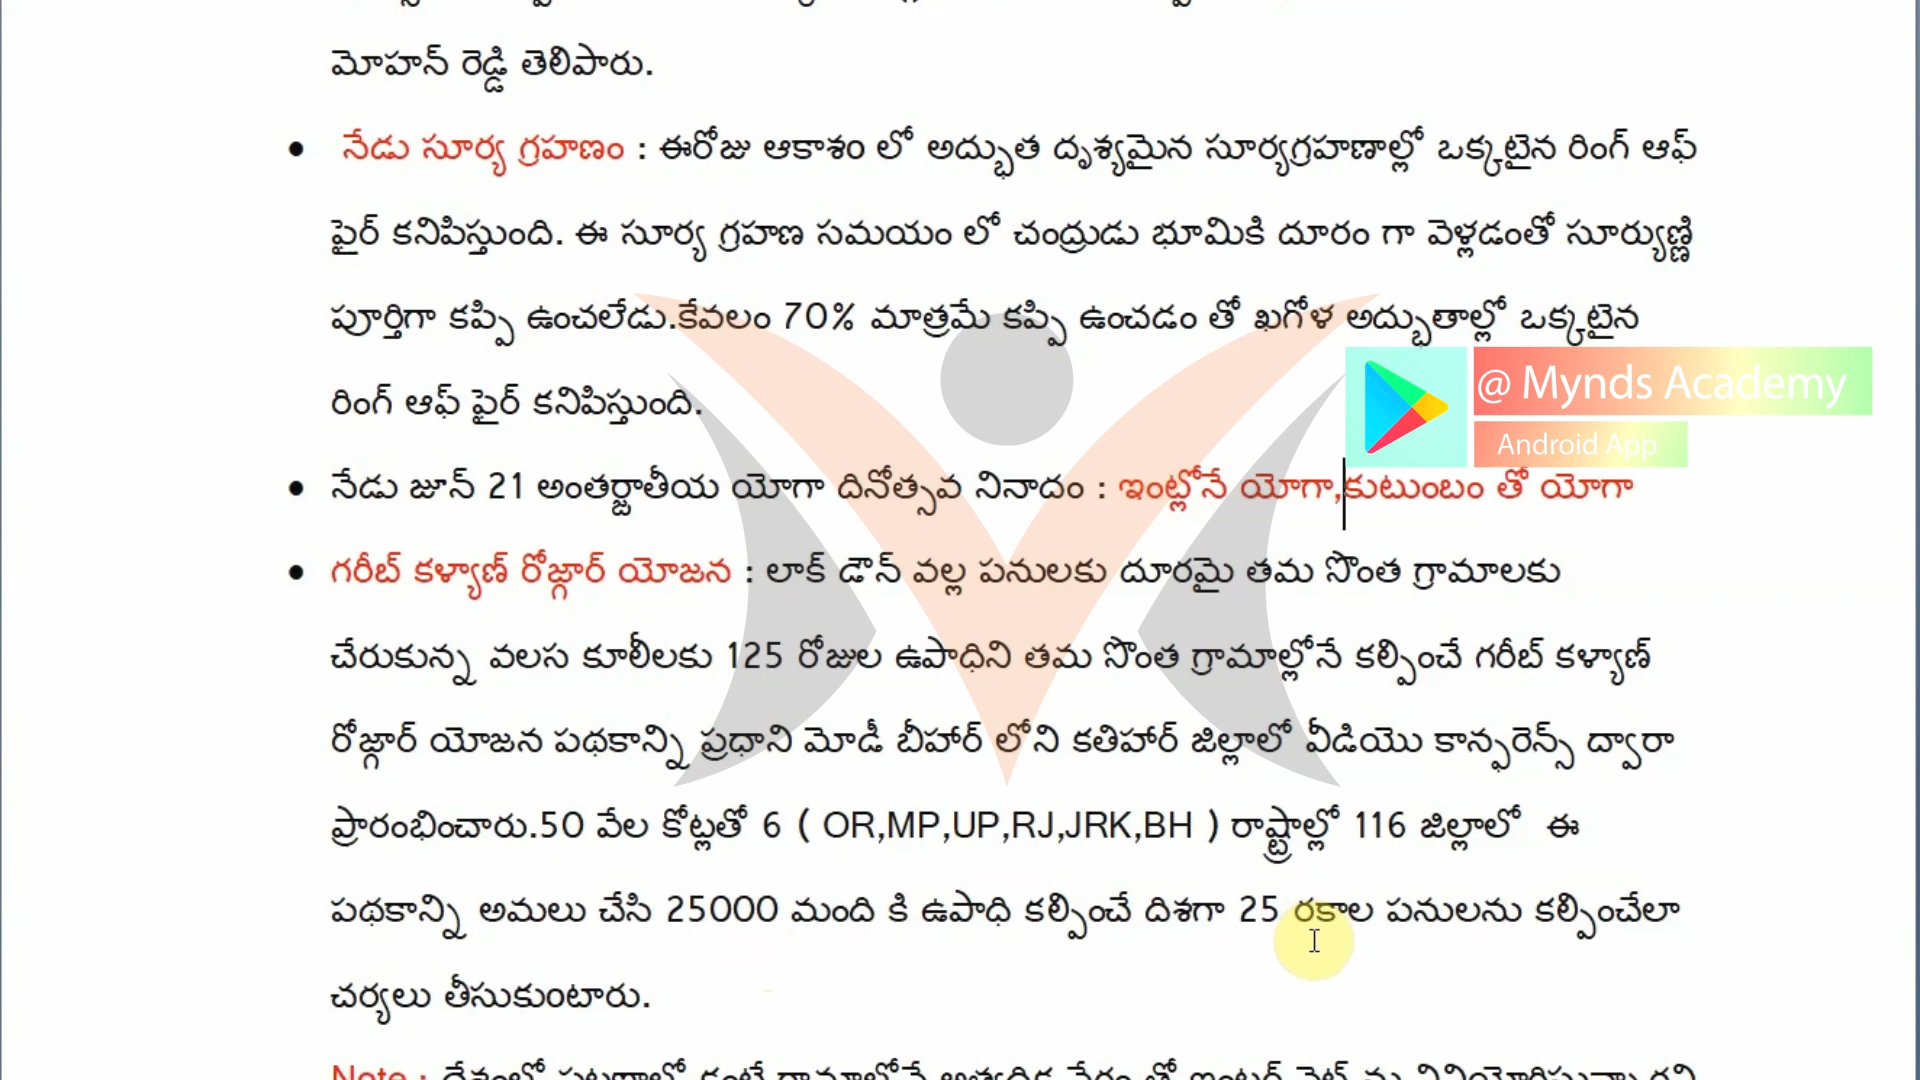 మోహన్ రెడ్డి తెలిపారు.
• నేడు సూర్య గ్రహణం : ఈరోజు ఆకాశం లో అద్భుత దృశ్యమైన సూర్యగ్రహణాల్లో ఒక్కటైన రింగ్ ఆఫ్
ఫైర్ కనిపిస్తుంది. ఈ సూర్య గ్రహణ సమయం లో చంద్రుడు భూమికి దూరం గా వెళ్లడంతో సూర్యుణ్ణి
పూర్తిగా కప్పి ఉంచలేడు.కేవలం 70% మాత్రమే కప్పి ఉంచడం తో ఖగోళ అద్భుతాల్లో ఒక్కటైన
రింగ్ ఆఫ్ ఫైర్ కనిపిస్తుంది.
@ Mynds Academy
Android App
• నేడు జూన్ 21 అంతర్జాతీయ యోగా దినోత్సవ నినాదం : ఇంట్లోనే యోగా,కుటుంబం తో యోగా
• గరీబ్ కళ్యాణ్ రోజ్గార్ యోజన : లాక్ డౌన్ వల్ల పనులకు దూరమై తమ సొంత గ్రామాలకు
చేరుకున్న వలస కూలీలకు 125 రోజుల ఉపాధిని తమ సొంత గ్రామాల్లోనే కల్పించే గరీబ్ కళ్యాణ్
రోజ్గార్ యోజన పథకాన్ని ప్రధాని మోడీ బీహార్ లోని కతిహార్ జిల్లాలో వీడియొ కాన్ఫరెన్స్ ద్వారా
ప్రారంభించారు.50 వేల కోట్లతో 6 ( OR,MP,UP,RJ,JRK,BH ) రాష్ట్రాల్లో 116 జిల్లాలో ఈ
పథకాన్ని అమలు చేసి 25000 మంది కి ఉపాధి కల్పించే దిశగా 25 రకాల పనులను కల్పించేలా
చర్యలు తీసుకుంటారు.
Note :